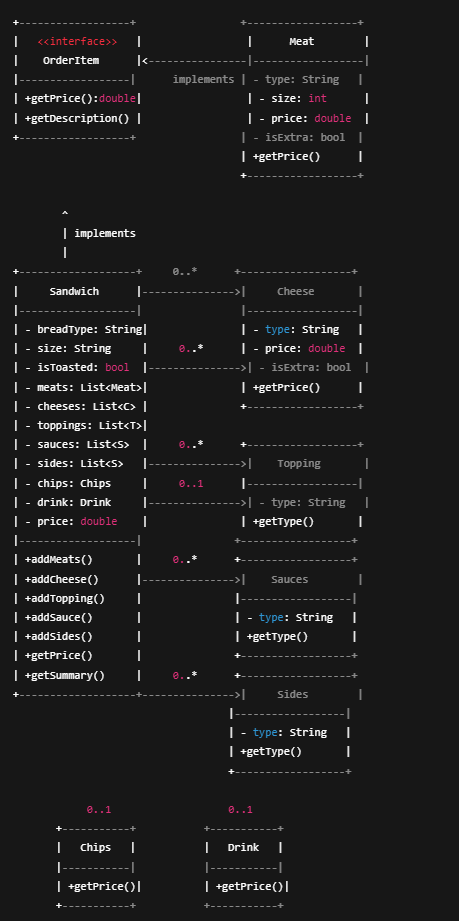 +------------------+                 +------------------+
|   <<interface>>   |                 |      Meat        |
|    OrderItem      |<----------------|------------------|
|------------------|      implements | - type: String   |
| +getPrice():double|                 | - size: int      |
| +getDescription() |                 | - price: double  |
+------------------+                 | - isExtra: bool  |
| +getPrice()      |
+------------------+
^
| implements
|
+-------------------+     0..*      +------------------+
|     Sandwich      |-------------->|     Cheese       |
|-------------------|               |------------------|
| - breadType: String|               | - type: String   |
| - size: String     |     0..*      | - price: double  |
| - isToasted: bool  |-------------->| - isExtra: bool  |
| - meats: List<Meat>|               | +getPrice()      |
| - cheeses: List<C> |               +------------------+
| - toppings: List<T>|
| - sauces: List<S>  |     0..*      +------------------+
| - sides: List<S>   |-------------->|     Topping       |
| - chips: Chips     |     0..1      |------------------|
| - drink: Drink     |-------------->| - type: String   |
| - price: double    |               | +getType()       |
|-------------------|               +------------------+
| +addMeats()       |     0..*      +------------------+
| +addCheese()      |-------------->|     Sauces       |
| +addTopping()     |               |------------------|
| +addSauce()       |               | - type: String   |
| +addSides()       |               | +getType()       |
| +getPrice()       |               +------------------+
| +getSummary()     |     0..*      +------------------+
+-------------------+-------------->|     Sides        |
|------------------|
| - type: String   |
| +getType()       |
+------------------+
0..1                   0..1
+-----------+           +-----------+
|   Chips   |           |   Drink   |
|-----------|           |-----------|
| +getPrice()|          | +getPrice()|
+-----------+           +-----------+